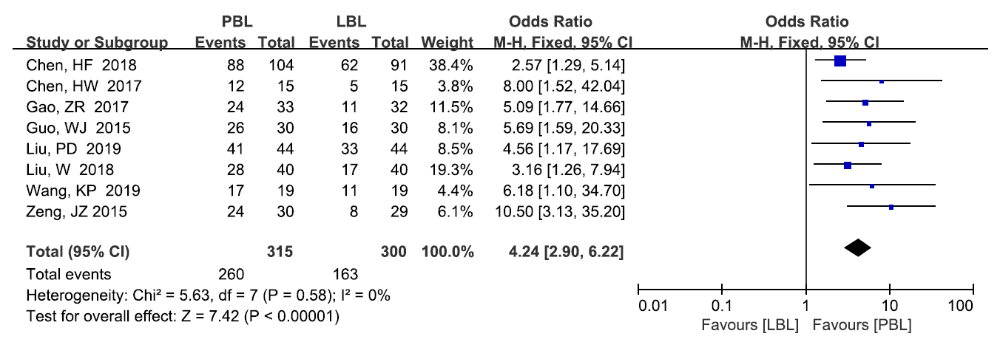 PBL LBL Odds Ratio Odds Ratio
Study or Subgroup Events Total Events Total Weight M-H, Fixed, 95% CI M-H, Fixed, 95% CI
Chen, HF 2018 88 104 62 91 38.4% 2.57 [1.29, 5.14]
Chen, HW 2017 12 15 5 15 3.8% 8.00 [1.52, 42.04]
Gao, ZR 2017 24 33 11 32 11.5% 5.09 [1.77, 14.66]
Guo, WJ 2015 26 30 16 30 8.1% 5.69 [1.59, 20.33]
Liu, PD 2019 41 44 33 44 8.5% 4.56 [1.17, 17.69]
Liu, W 2018 28 40 17 40 19.3% 3.16 [1.26, 7.94]
Wang, KP 2019 17 19 11 19 4.4% 6.18 [1.10, 34.70]
Zeng, JZ 2015 24 30 8 29 6.1% 10.50 [3.13, 35.20]
Total (95% CI) 315 300 100.0% 4.24 [2.90, 6.22]
Total events 260 163
Heterogeneity: Chi² = 5.63, df = 7 (P = 0.58); I² = 0%
Test for overall effect: Z = 7.42 (P < 0.00001)
0.01 0.1 1 10 100
Favours [LBL] Favours [PBL]